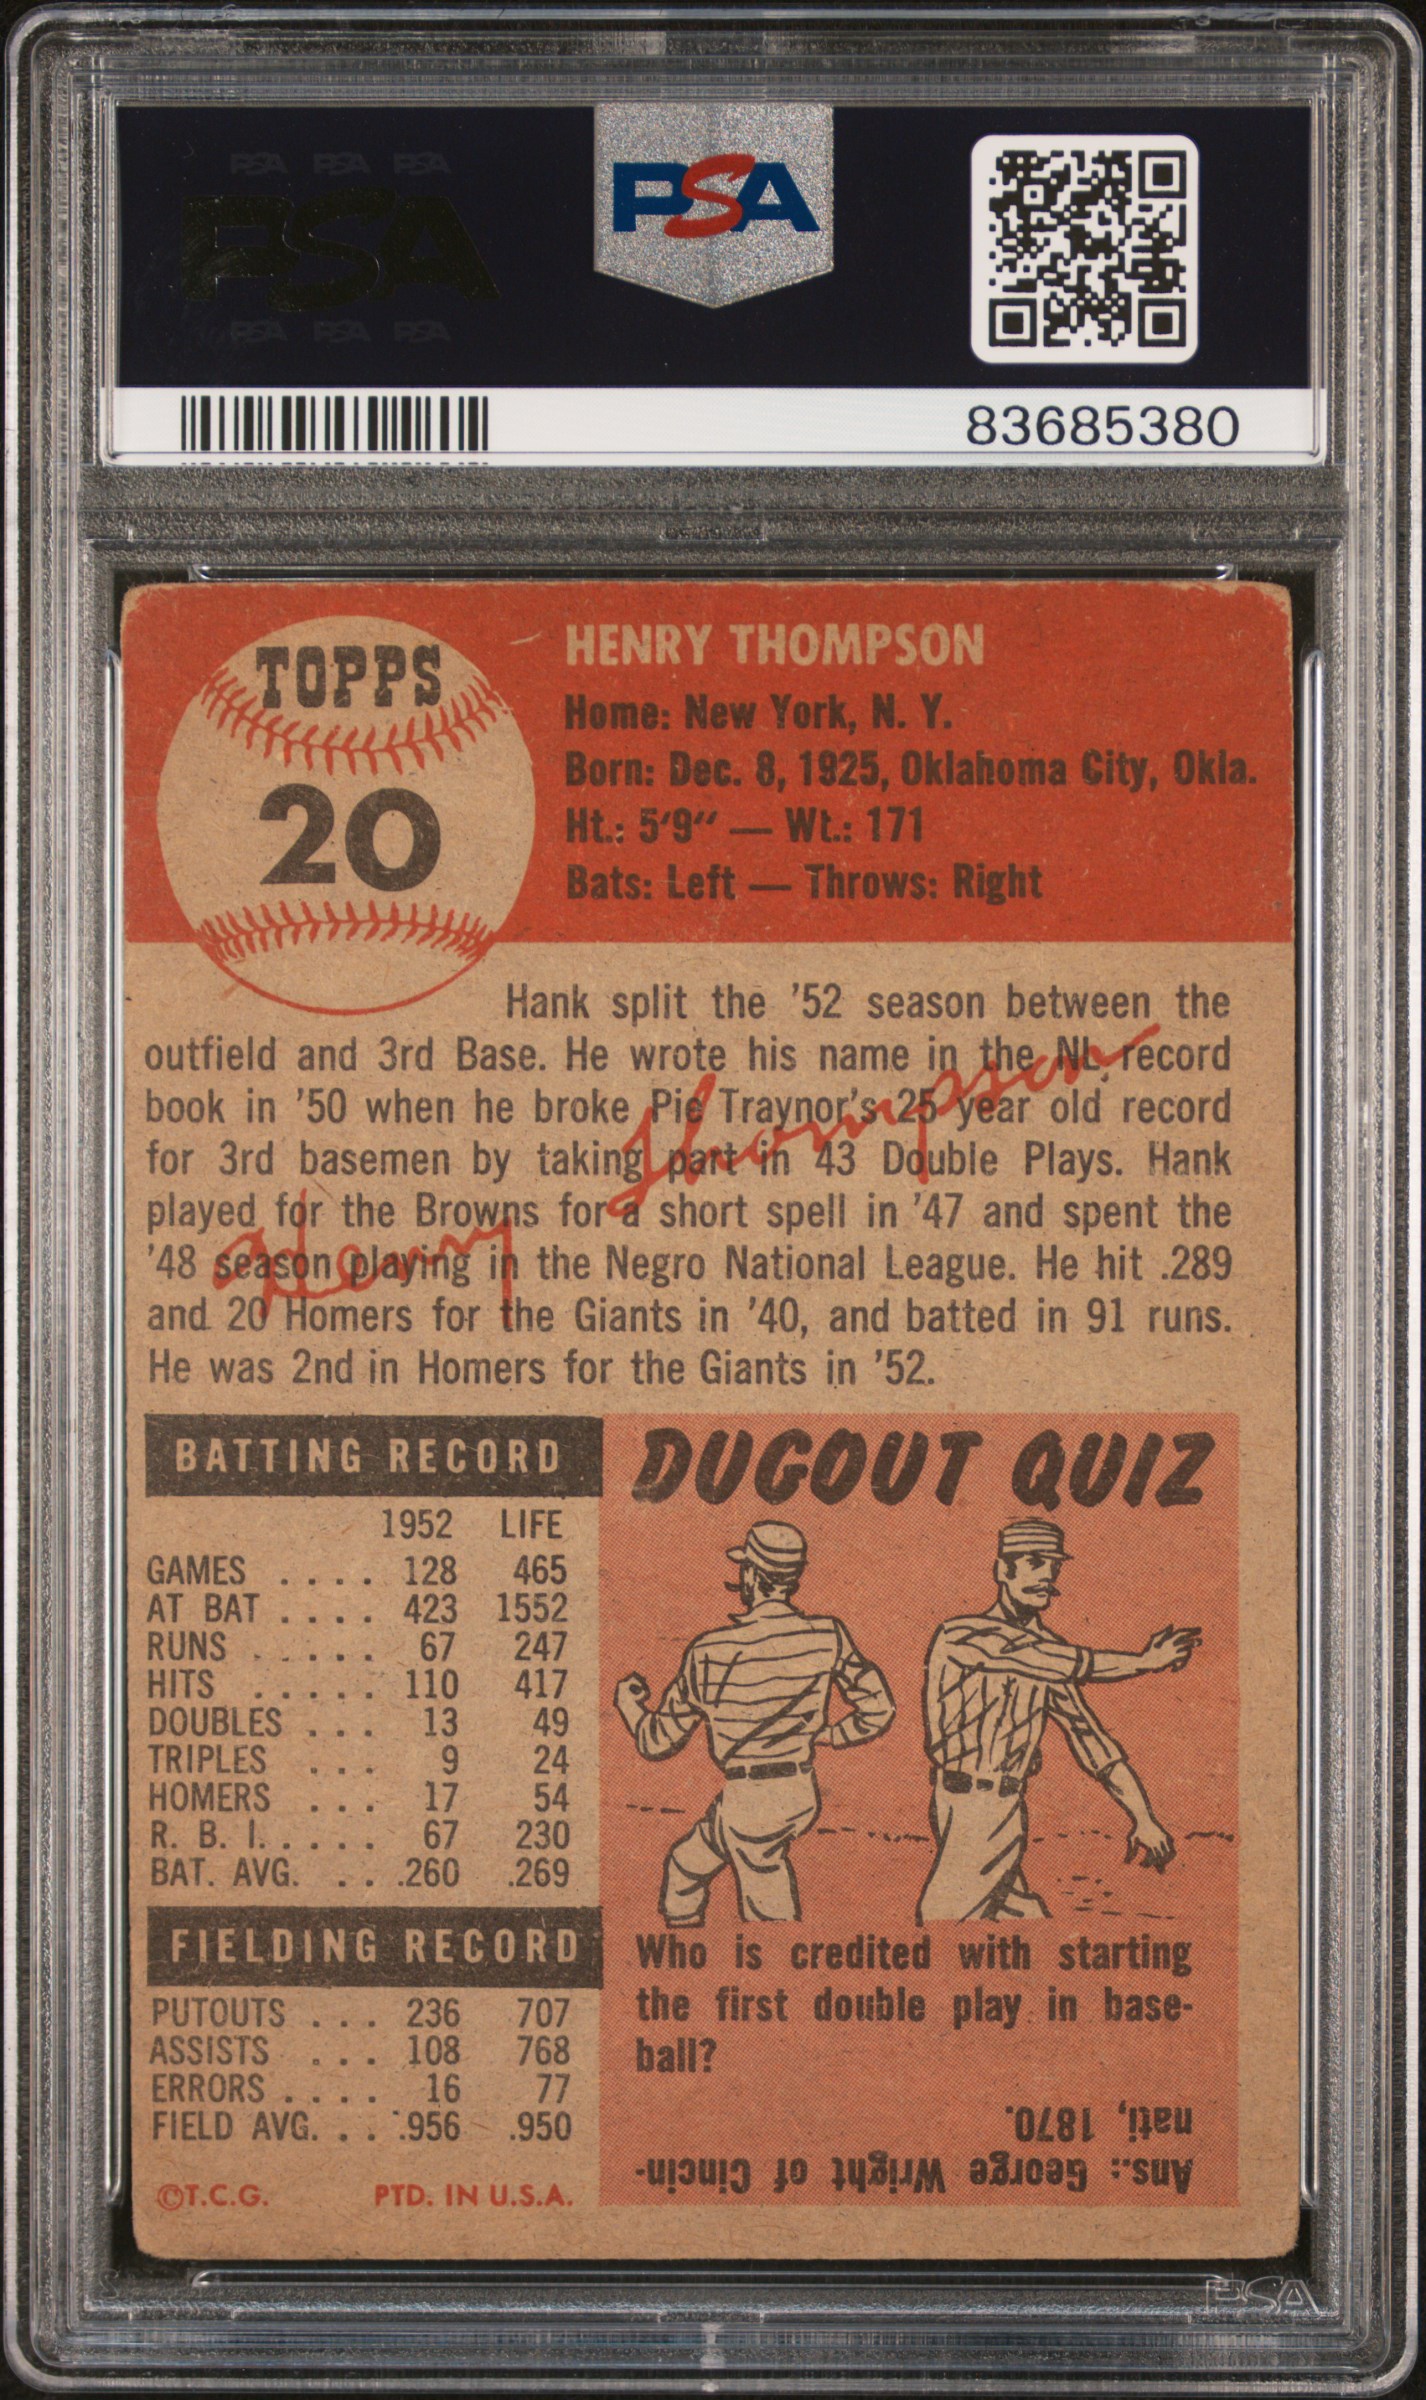 PSA PSA PSA
PSA
PSA PSA PSA
PSA
83685380
TOPPS
20
HENRY THOMPSON
Home: New York, N. Y.
Born: Dec. 8, 1925, Oklahoma City, Okla.
Ht.: 5'9" — Wt.: 171
Bats: Left — Throws: Right
Hank split the '52 season between the
outfield and 3rd Base. He wrote his name in the NL record
book in '50 when he broke Pie Traynor's 25 year old record
for 3rd basemen by taking part in 43 Double Plays. Hank
played for the Browns for a short spell in '47 and spent the
'48 season playing in the Negro National League. He hit .289
and 20 Homers for the Giants in '40, and batted in 91 runs.
He was 2nd in Homers for the Giants in '52.
Henry Thompson
BATTING RECORD
1952 LIFE
GAMES .... 128 465
AT BAT .... 423 1552
RUNS ..... 67 247
HITS ..... 110 417
DOUBLES ... 13 49
TRIPLES ... 9 24
HOMERS ... 17 54
R. B. I. .... 67 230
BAT. AVG. ... .260 .269
FIELDING RECORD
PUTOUTS ... 236 707
ASSISTS ... 108 768
ERRORS .... 16 77
FIELD AVG. ... .956 .950
©T.C.G. PTD. IN U.S.A.
DUGOUT QUIZ
Who is credited with starting
the first double play in base-
ball?
Ans.: George Wright of Cincin-
nati, 1870.
PSA